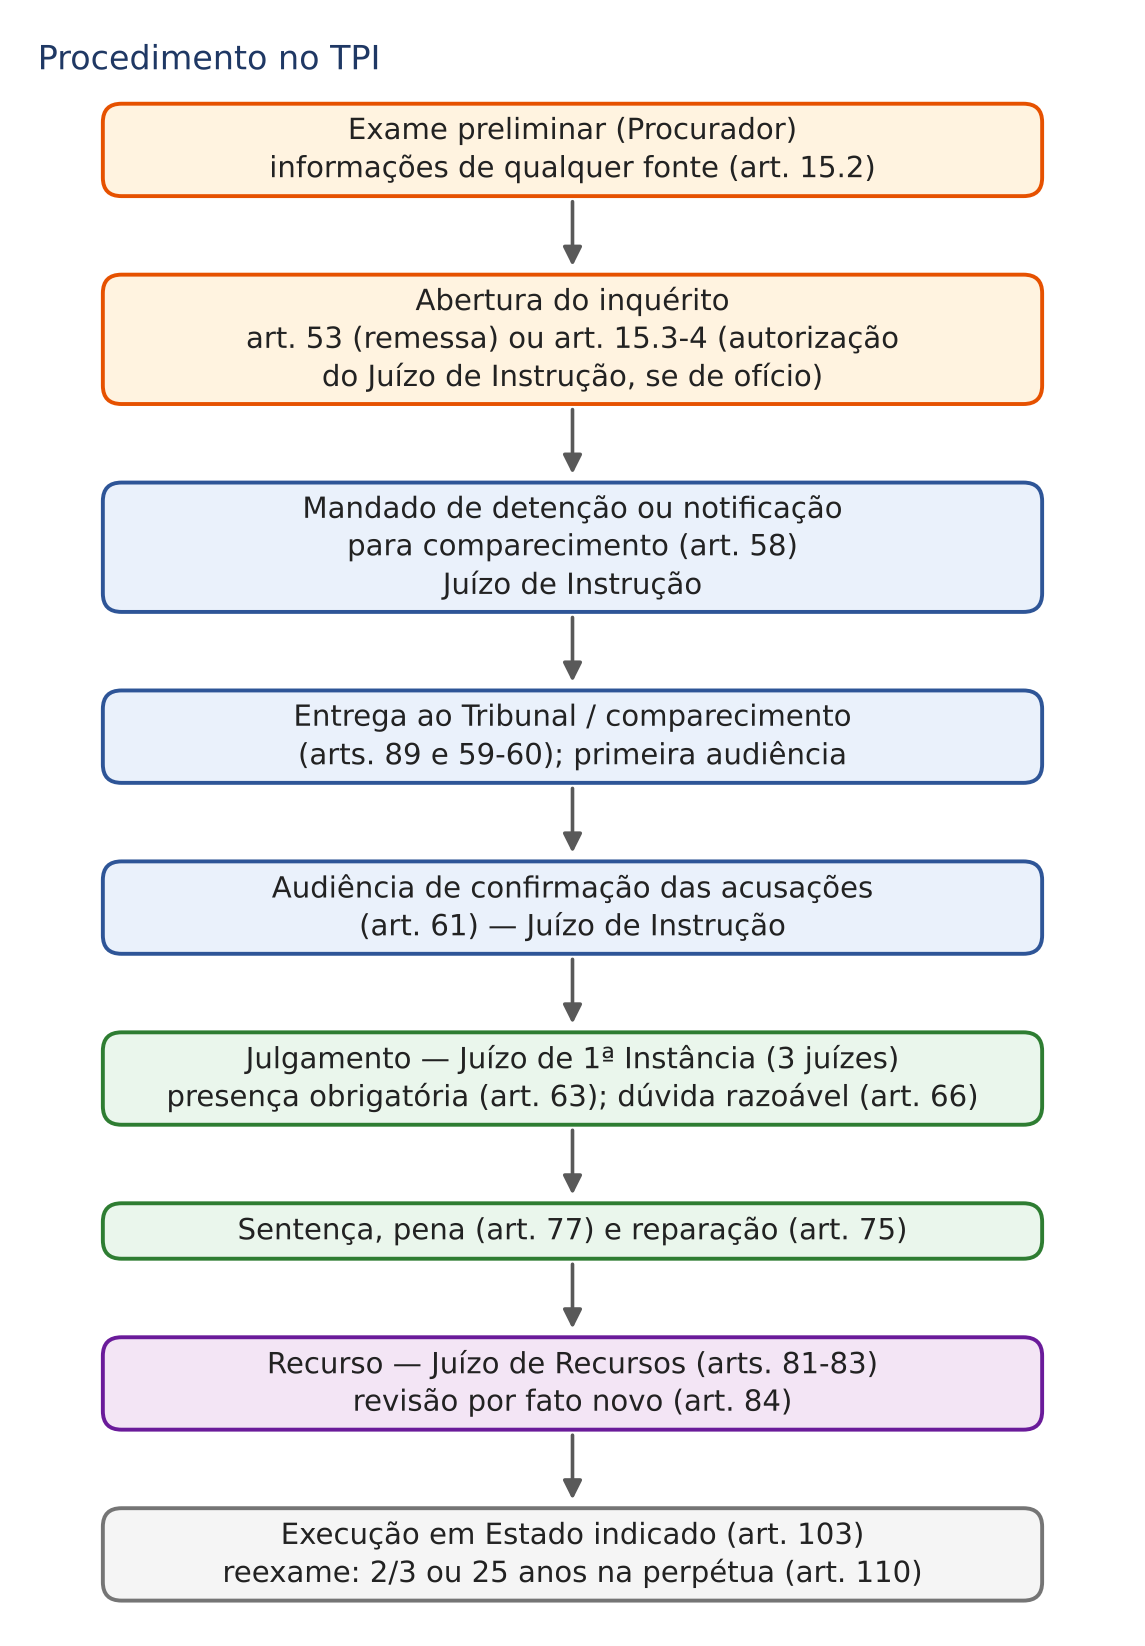 Procedimento no TPI
Exame preliminar (Procurador)
informações de qualquer fonte (art. 15.2)
Abertura do inquérito
art. 53 (remessa) ou art. 15.3-4 (autorização
do Juízo de Instrução, se de ofício)
Mandado de detenção ou notificação
para comparecimento (art. 58)
Juízo de Instrução
Entrega ao Tribunal / comparecimento
(arts. 89 e 59-60); primeira audiência
Audiência de confirmação das acusações
(art. 61) — Juízo de Instrução
Julgamento — Juízo de 1ª Instância (3 juízes)
presença obrigatória (art. 63); dúvida razoável (art. 66)
Sentença, pena (art. 77) e reparação (art. 75)
Recurso — Juízo de Recursos (arts. 81-83)
revisão por fato novo (art. 84)
Execução em Estado indicado (art. 103)
reexame: 2/3 ou 25 anos na perpétua (art. 110)